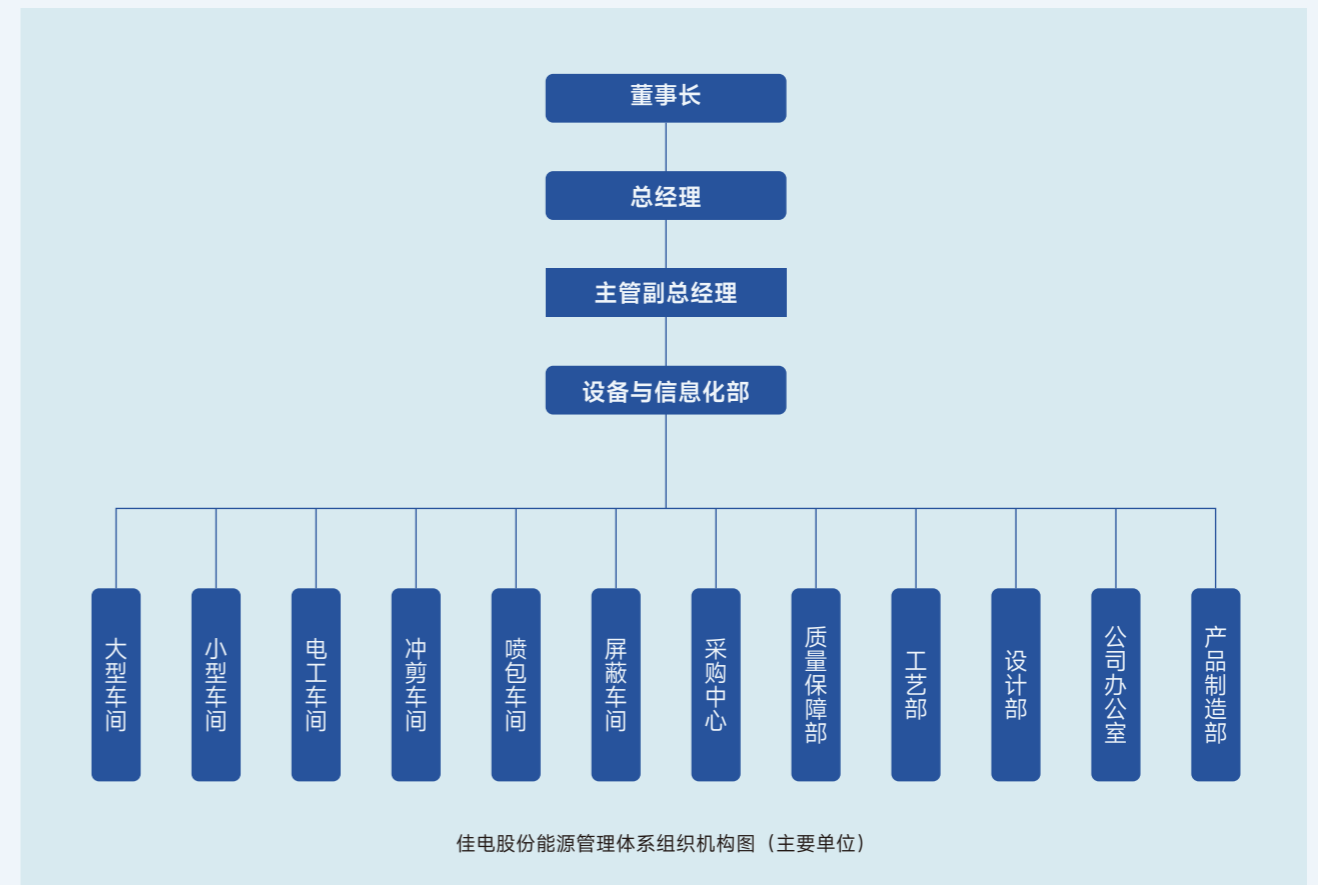 董事长
总经理
主管副总经理
设备与信息化部
大型车间
小型车间
电工车间
冲剪车间
喷包车间
屏蔽车间
采购中心
质量保障部
工艺部
设计部
公司办公室
产品制造部
佳电股份能源管理体系组织机构图（主要单位）